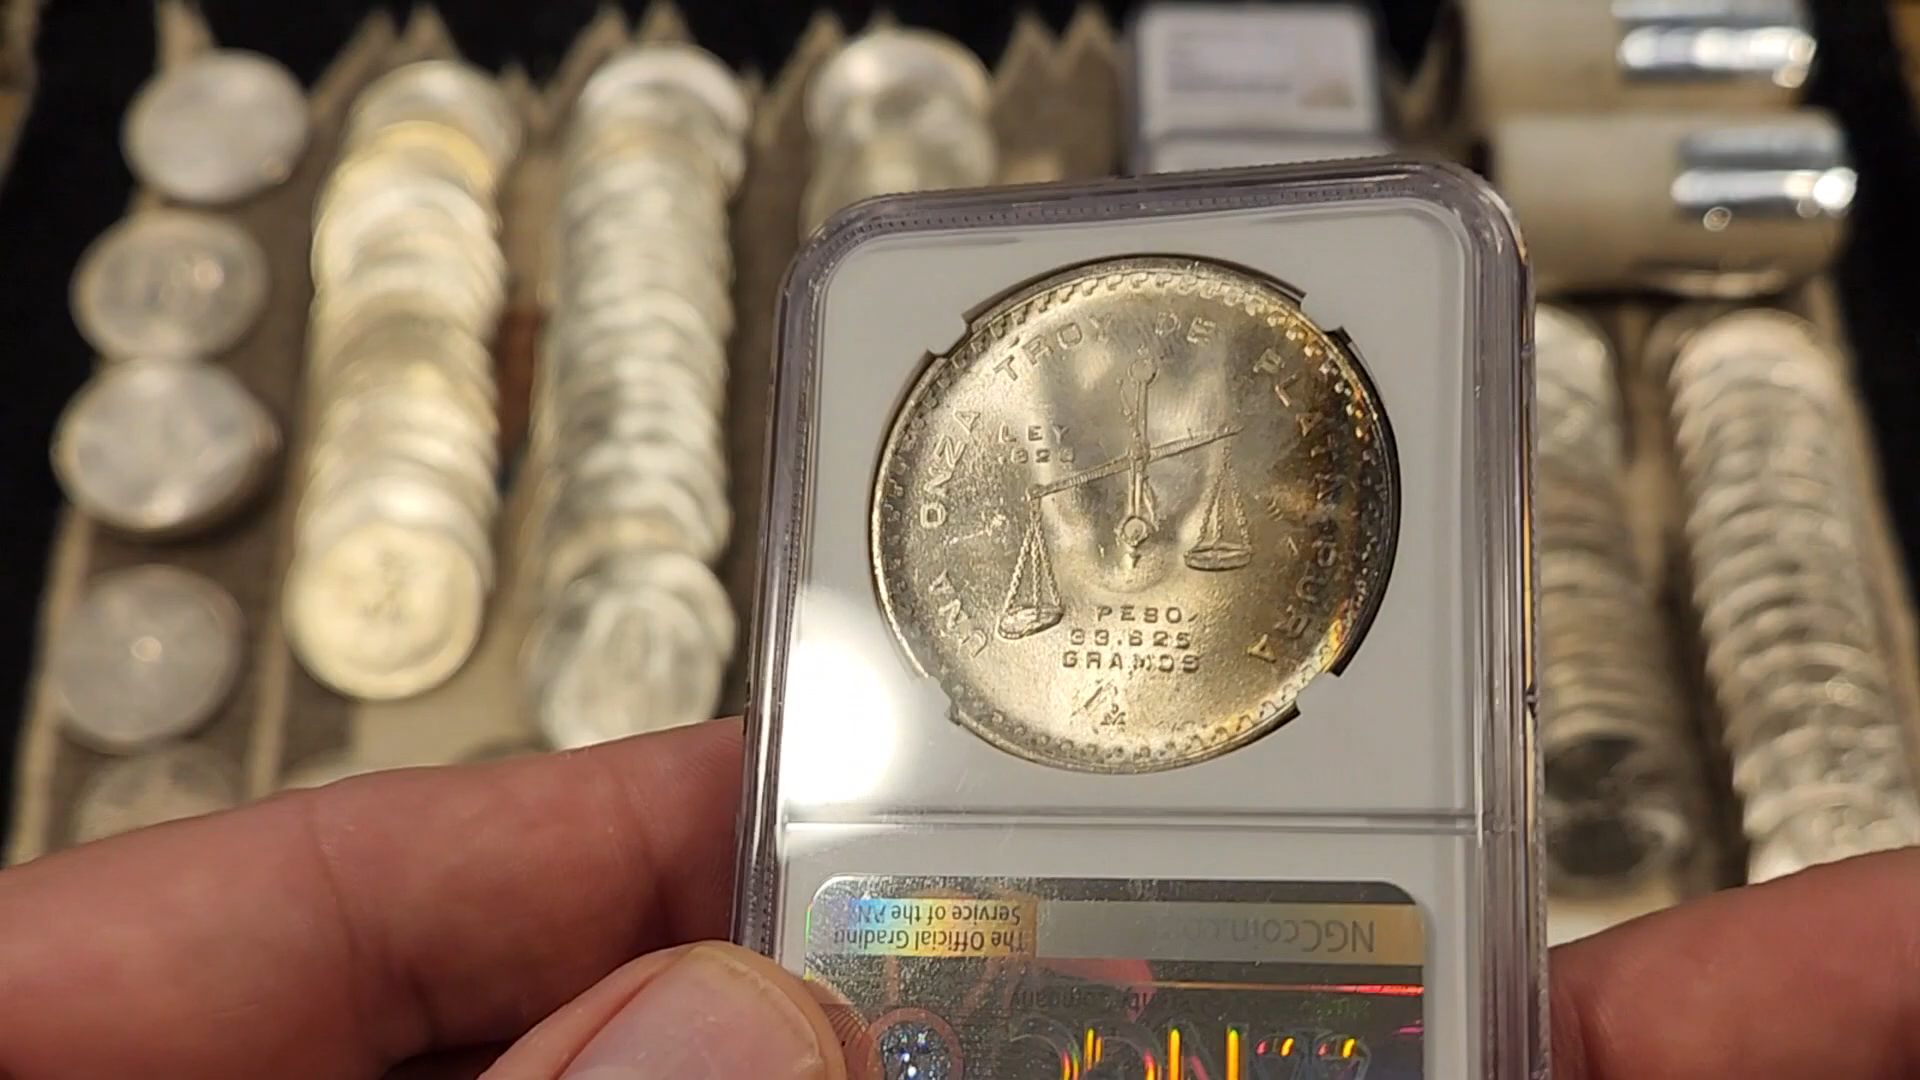 UNA ONZA TROY DE PLATA PURA
LEY
.925
PESO
33.625
GRAMOS
M
NGCcoin.com
The Official Grading
Service of the ANA
NGC